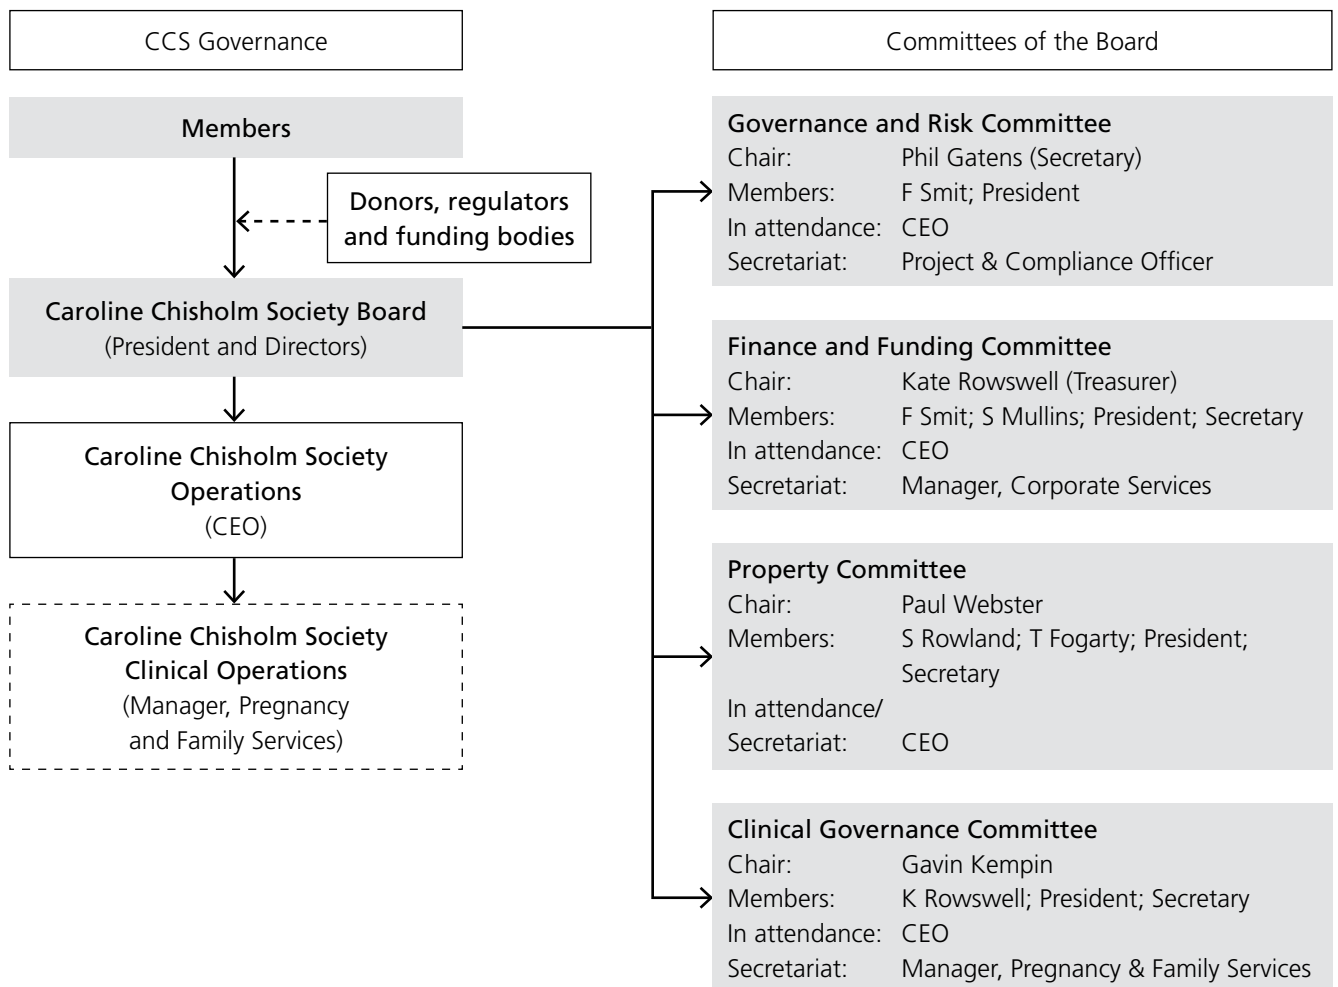 CCS Governance
Members
Donors, regulators
and funding bodies
Caroline Chisholm Society Board
(President and Directors)
Caroline Chisholm Society
Operations
(CEO)
Caroline Chisholm Society
Clinical Operations
(Manager, Pregnancy
and Family Services)
Committees of the Board
Governance and Risk Committee
Chair: Phil Gatens (Secretary)
Members: F Smit; President
In attendance: CEO
Secretariat: Project & Compliance Officer
Finance and Funding Committee
Chair: Kate Rowswell (Treasurer)
Members: F Smit; S Mullins; President; Secretary
In attendance: CEO
Secretariat: Manager, Corporate Services
Property Committee
Chair: Paul Webster
Members: S Rowland; T Fogarty; President;
Secretary
In attendance/
Secretariat: CEO
Clinical Governance Committee
Chair: Gavin Kempin
Members: K Rowswell; President; Secretary
In attendance: CEO
Secretariat: Manager, Pregnancy & Family Services